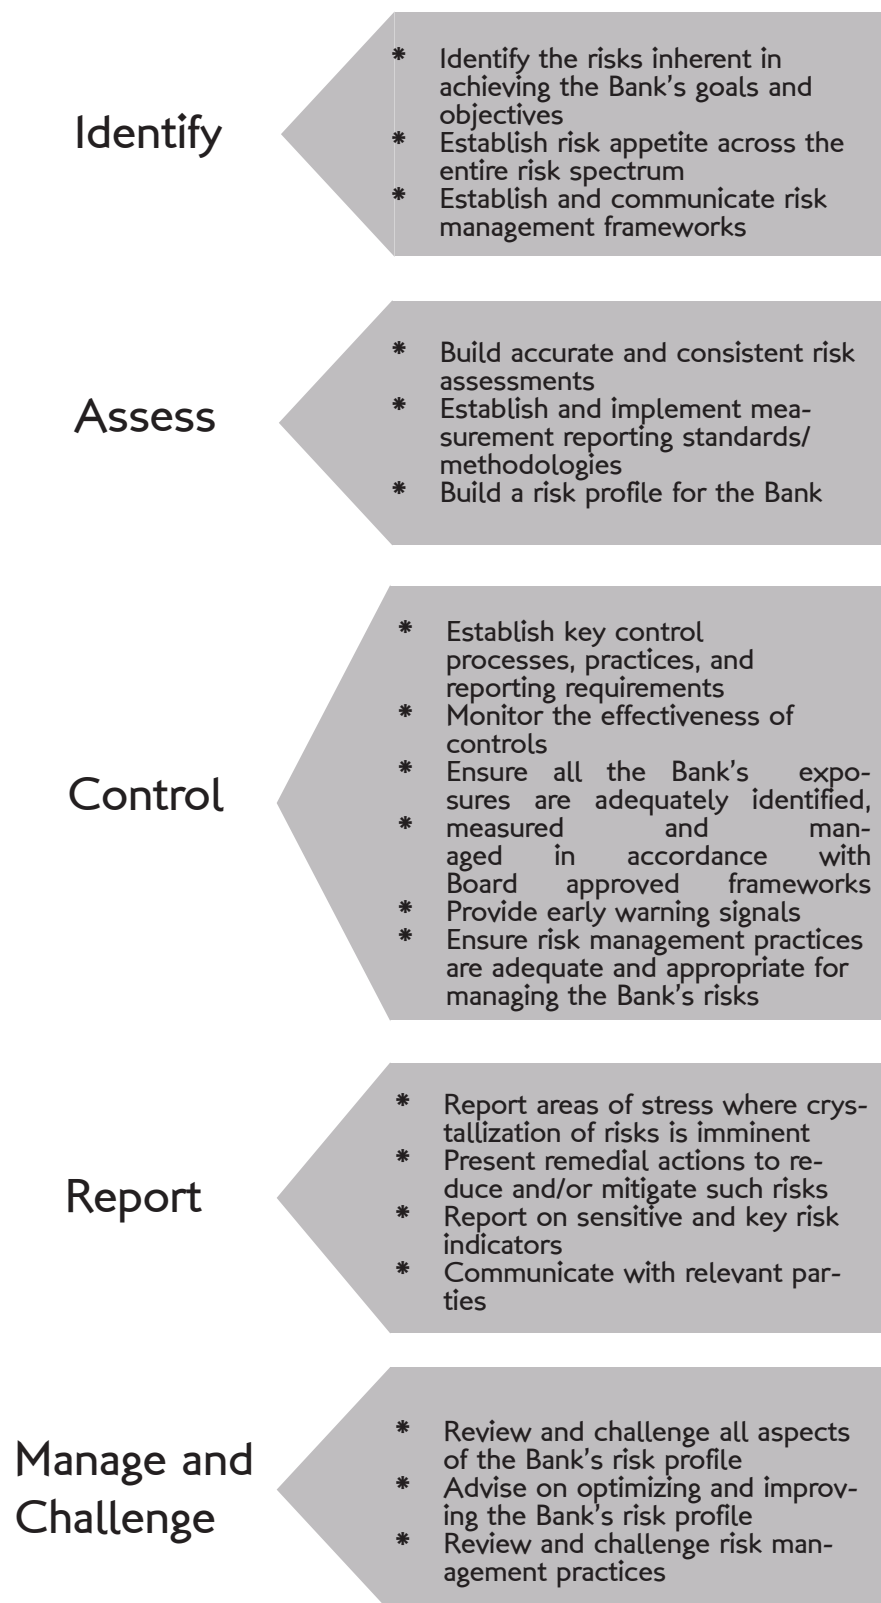 Identify
* Identify the risks inherent in
achieving the Bank's goals and
objectives
* Establish risk appetite across the
entire risk spectrum
* Establish and communicate risk
management frameworks
Assess
* Build accurate and consistent risk
assessments
* Establish and implement mea-
surement reporting standards/
methodologies
* Build a risk profile for the Bank
Control
* Establish key control
processes, practices, and
reporting requirements
* Monitor the effectiveness of
controls
* Ensure all the Bank's expo-
sures are adequately identified,
* measured and man-
aged in accordance with
Board approved frameworks
* Provide early warning signals
* Ensure risk management practices
are adequate and appropriate for
managing the Bank's risks
Report
* Report areas of stress where crys-
tallization of risks is imminent
* Present remedial actions to re-
duce and/or mitigate such risks
* Report on sensitive and key risk
indicators
* Communicate with relevant par-
ties
Manage and
Challenge
* Review and challenge all aspects
of the Bank's risk profile
* Advise on optimizing and improv-
ing the Bank's risk profile
* Review and challenge risk man-
agement practices